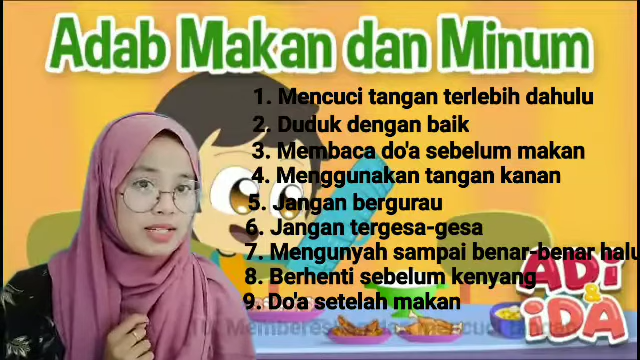 Adab Makan dan Minum
1. Mencuci tangan terlebih dahulu
2. Duduk dengan baik
3. Membaca do'a sebelum makan
4. Menggunakan tangan kanan
5. Jangan bergurau
6. Jangan tergesa-gesa
7. Mengunyah sampai benar-benar halu
8. Berhenti sebelum kenyang
9. Do'a setelah makan
mencuci tangan
ADI
&
iDA